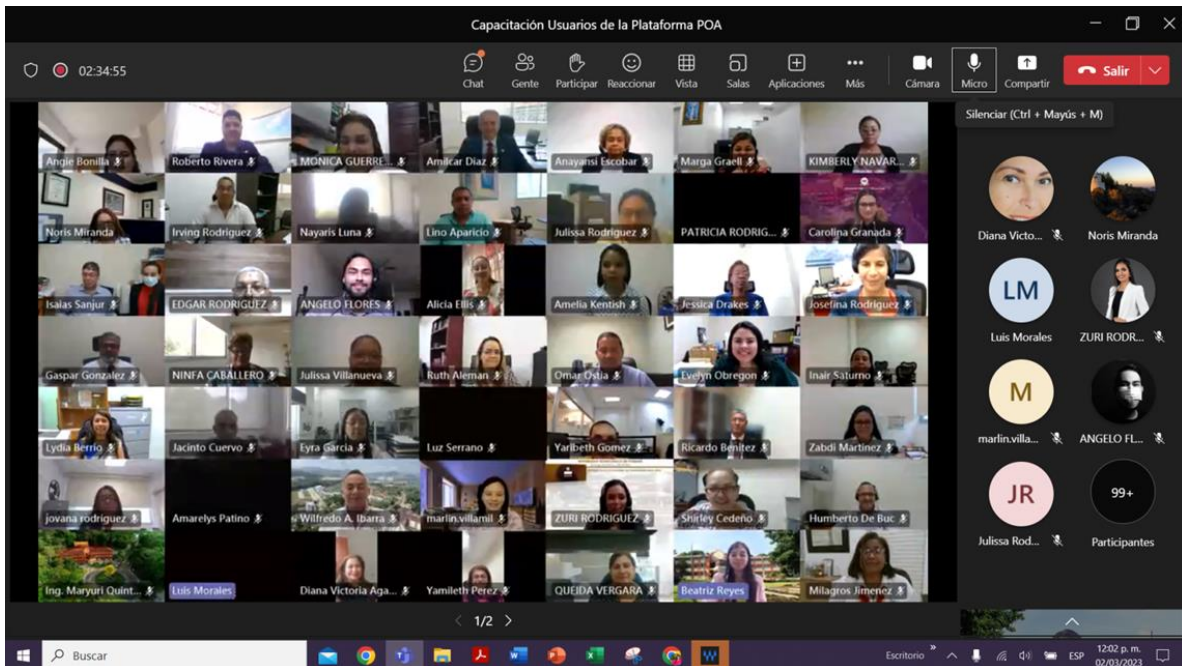 Capacitación Usuarios de la Plataforma POA
02:34:55
Chat
Gente
Participar
Reaccionar
Vista
Salas
Aplicaciones
Más
Cámara
Micro
Compartir
Salir
Silenciar (Ctrl + Mayús + M)
Angie Bonilla
Roberto Rivera
MONICA GUERRE...
Amilcar Diaz
Anayansi Escobar
Marga Graell
KIMBERLY NAVAR...
Noris Miranda
Irving Rodriguez
Nayaris Luna
Lino Aparicio
Julissa Rodriguez
PATRICIA RODRIG...
Carolina Granada
Isaias Sanjur
EDGAR RODRIGUEZ
ANGELO FLORES
Alicia Ellis
Amelia Kentish
Jessica Drakes
Josefina Rodriguez
Gaspar Gonzalez
NINFA CABALLERO
Julissa Villanueva
Ruth Aleman
Omar Ostia
Evelyn Obregon
Inair Saturno
Lydia Berrio
Jacinto Cuervo
Eyra Garcia
Luz Serrano
Yaribeth Gomez
Ricardo Benitez
Zabdi Martinez
jovana rodriguez
Amarelys Patino
Wilfredo A. Ibarra
marlin.villamil
ZURI RODRIGUEZ
Shirley Cedeño
Humberto De Buc
Ing. Maryuri Quint...
Luis Morales
Diana Victoria Aga...
Yamileth Perez
QUEIDA VERGARA
Beatriz Reyes
Milagros Jimenez
1/2
Diana Victo...
Noris Miranda
LM
Luis Morales
ZURI RODR...
M
marlin.villa...
ANGELO FL...
JR
Julissa Rod...
99+
Participantes
Buscar
Escritorio
ESP
12:02 p. m.
02/03/2023